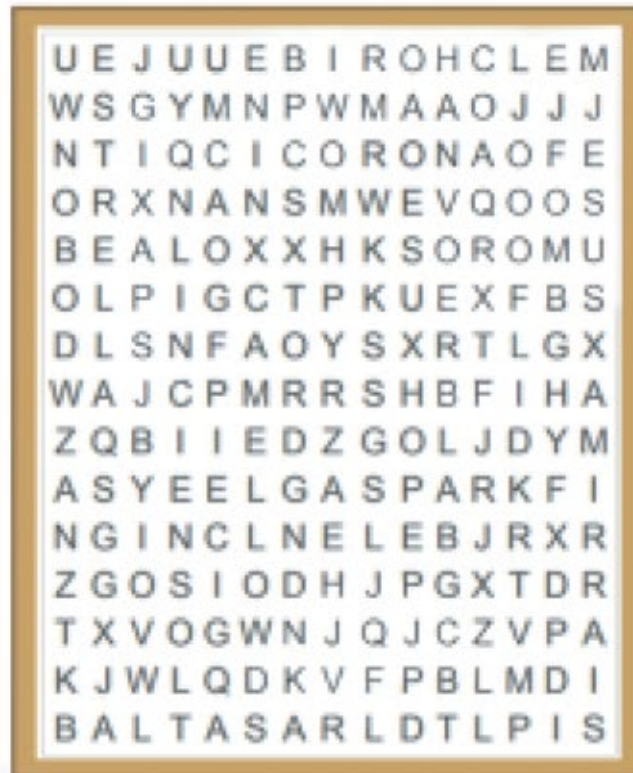 U E J U U E B I R O H C L E M
W S G Y M N P W M A A O J J J
N T I Q C I C O R O N A O F E
O R X N A N S M W E V Q O O S
B E A L O X X H K S O R O M U
O L P I G C T P K U E X F B S
D L S N F A O Y S X R T L G X
W A J C P M R R S H B F I H A
Z Q B I I E D Z G O L J D Y M
A S Y E E L G A S P A R K F I
N G I N C L N E L E B J R X R
Z G O S I O D H J P G X T D R
T X V O G W N J Q J C Z V P A
K J W L Q D K V F P B L M D I
B A L T A S A R L D T L P I S